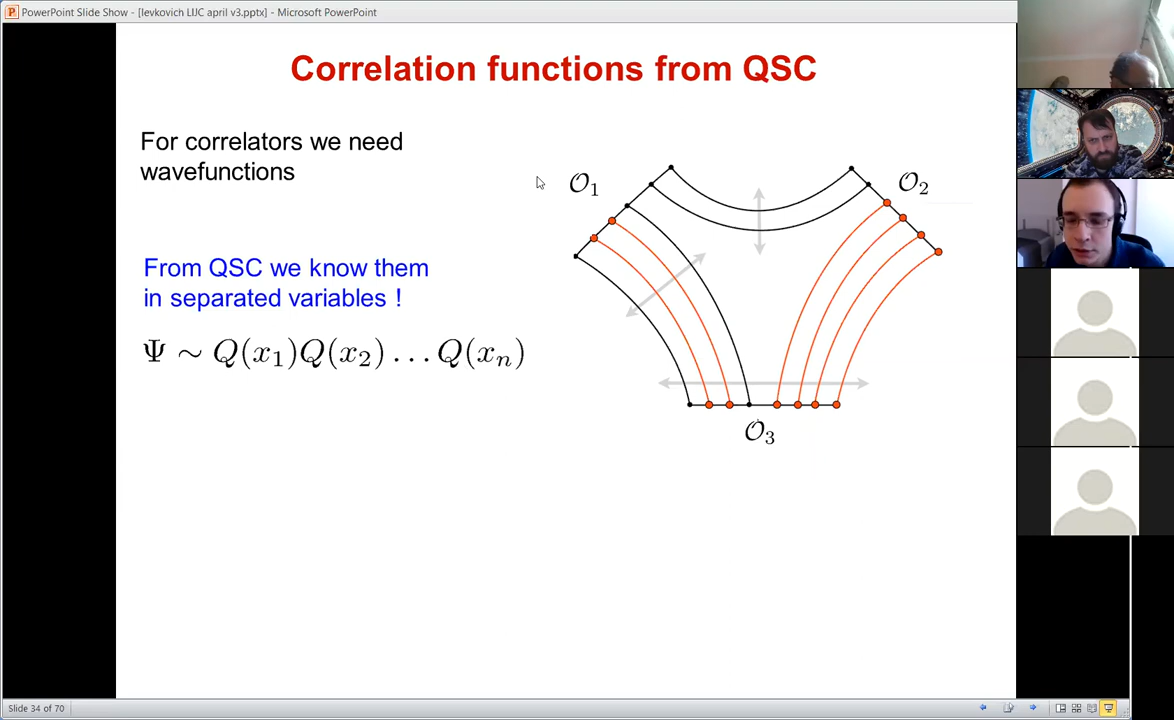 PowerPoint Slide Show - [levkovich LIJC april v3.pptx] - Microsoft PowerPoint
Correlation functions from QSC
For correlators we need
wavefunctions
𝒪₁
𝒪₂
From QSC we know them
in separated variables !
Ψ ∼ Q(x₁)Q(x₂) . . . Q(xₙ)
𝒪₃
Slide 34 of 70